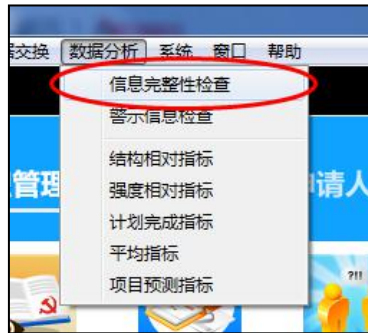 据交换 数据分析 系统 窗口 帮助
信息完整性检查
警示信息检查
结构相对指标
强度相对指标
计划完成指标
平均指标
项目预测指标
管理
请人
?!!